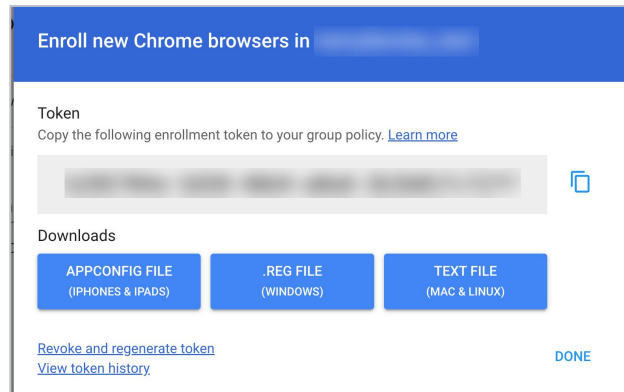 Enroll new Chrome browsers in
Token
Copy the following enrollment token to your group policy. Learn more
Downloads
APPCONFIG FILE
(IPHONES & IPADS)
.REG FILE
(WINDOWS)
TEXT FILE
(MAC & LINUX)
Revoke and regenerate token
View token history
DONE